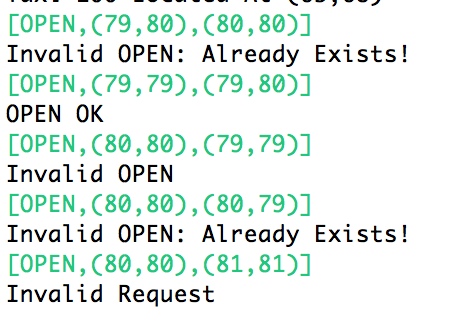 [OPEN,(79,80),(80,80)]
Invalid OPEN: Already Exists!
[OPEN,(79,79),(79,80)]
OPEN OK
[OPEN,(80,80),(79,79)]
Invalid OPEN
[OPEN,(80,80),(80,79)]
Invalid OPEN: Already Exists!
[OPEN,(80,80),(81,81)]
Invalid Request